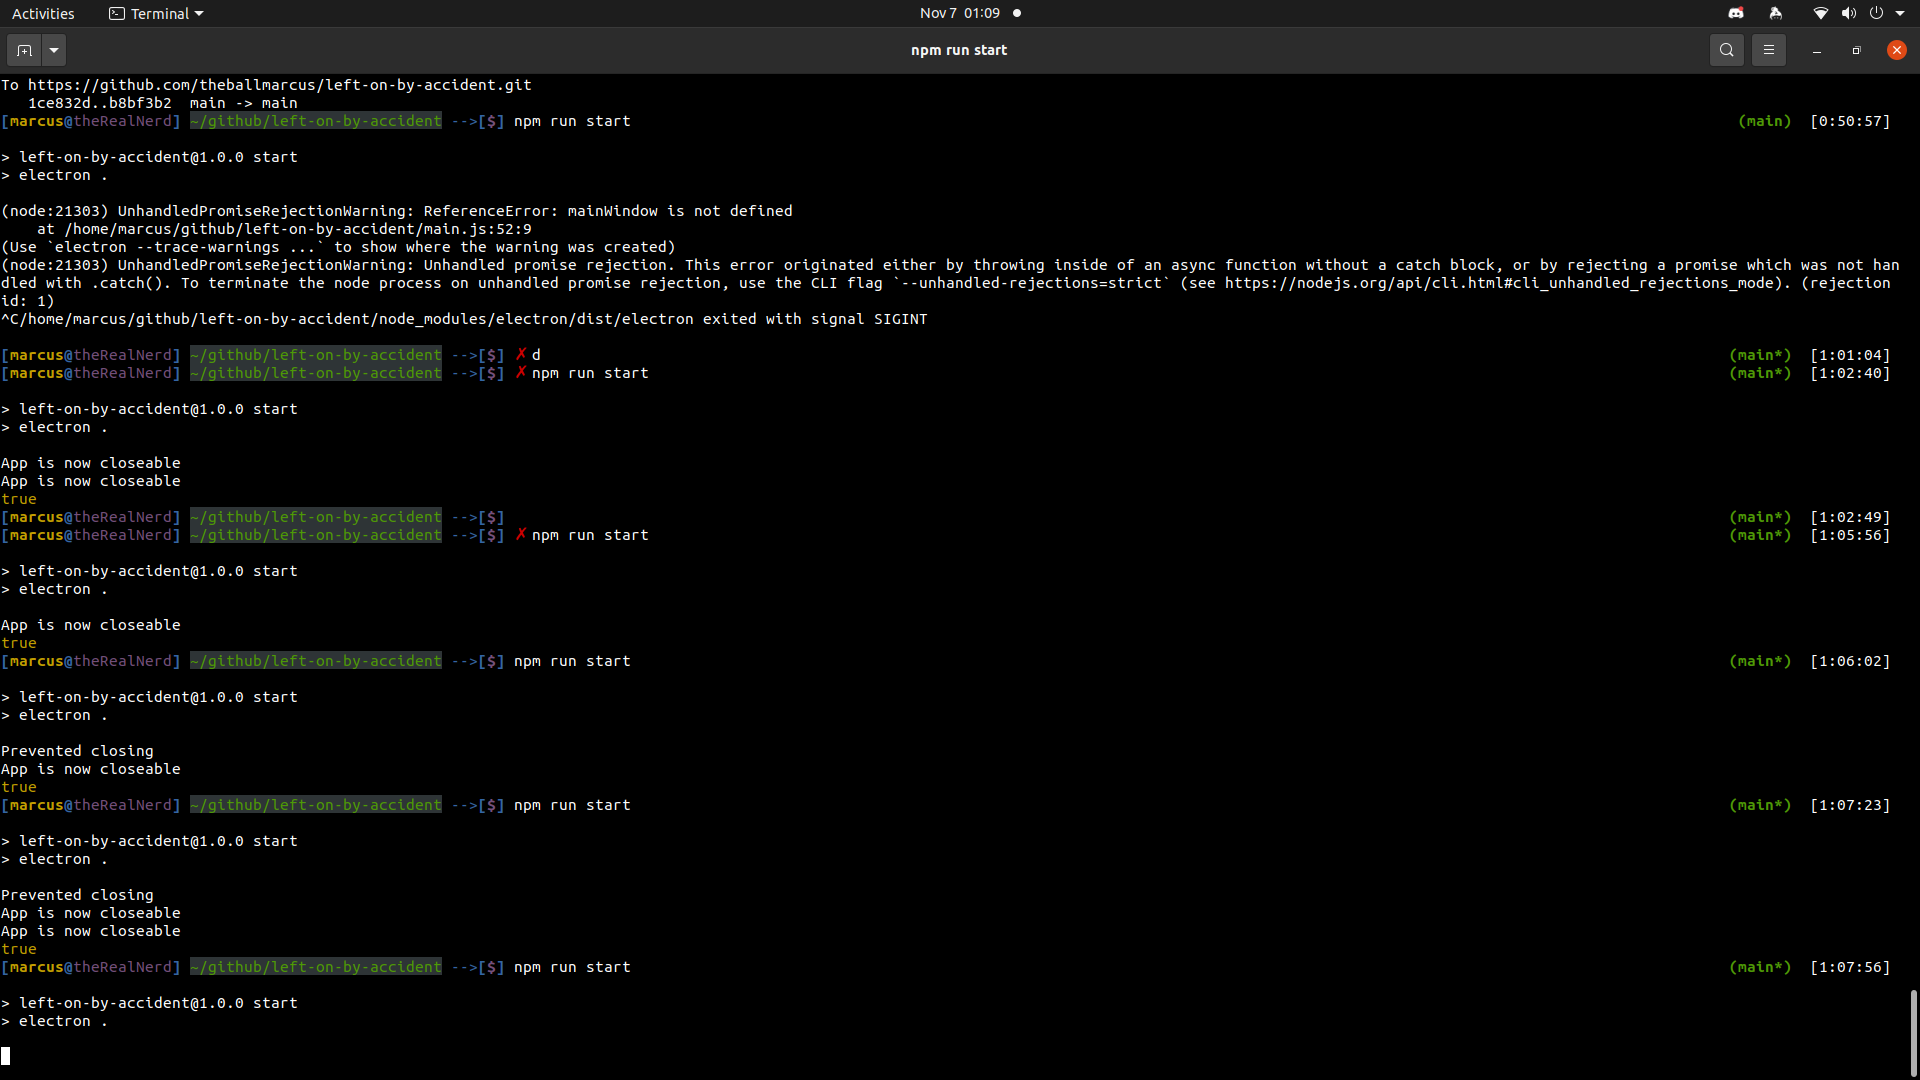 Activities Terminal Nov 7 01:09
npm run start
To https://github.com/theballmarcus/left-on-by-accident.git
1ce832d..b8bf3b2 main -> main
[marcus@theRealNerd] ~/github/left-on-by-accident -->[$] npm run start (main) [0:50:57]
> left-on-by-accident@1.0.0 start
> electron .
(node:21303) UnhandledPromiseRejectionWarning: ReferenceError: mainWindow is not defined
at /home/marcus/github/left-on-by-accident/main.js:52:9
(Use `electron --trace-warnings ...` to show where the warning was created)
(node:21303) UnhandledPromiseRejectionWarning: Unhandled promise rejection. This error originated either by throwing inside of an async function without a catch block, or by rejecting a promise which was not han
dled with .catch(). To terminate the node process on unhandled promise rejection, use the CLI flag `--unhandled-rejections=strict` (see https://nodejs.org/api/cli.html#cli_unhandled_rejections_mode). (rejection
id: 1)
^C/home/marcus/github/left-on-by-accident/node_modules/electron/dist/electron exited with signal SIGINT
[marcus@theRealNerd] ~/github/left-on-by-accident -->[$] ✗ d (main*) [1:01:04]
[marcus@theRealNerd] ~/github/left-on-by-accident -->[$] ✗ npm run start (main*) [1:02:40]
> left-on-by-accident@1.0.0 start
> electron .
App is now closeable
App is now closeable
true
[marcus@theRealNerd] ~/github/left-on-by-accident -->[$] (main*) [1:02:49]
[marcus@theRealNerd] ~/github/left-on-by-accident -->[$] ✗ npm run start (main*) [1:05:56]
> left-on-by-accident@1.0.0 start
> electron .
App is now closeable
true
[marcus@theRealNerd] ~/github/left-on-by-accident -->[$] npm run start (main*) [1:06:02]
> left-on-by-accident@1.0.0 start
> electron .
Prevented closing
App is now closeable
true
[marcus@theRealNerd] ~/github/left-on-by-accident -->[$] npm run start (main*) [1:07:23]
> left-on-by-accident@1.0.0 start
> electron .
Prevented closing
App is now closeable
App is now closeable
true
[marcus@theRealNerd] ~/github/left-on-by-accident -->[$] npm run start (main*) [1:07:56]
> left-on-by-accident@1.0.0 start
> electron .